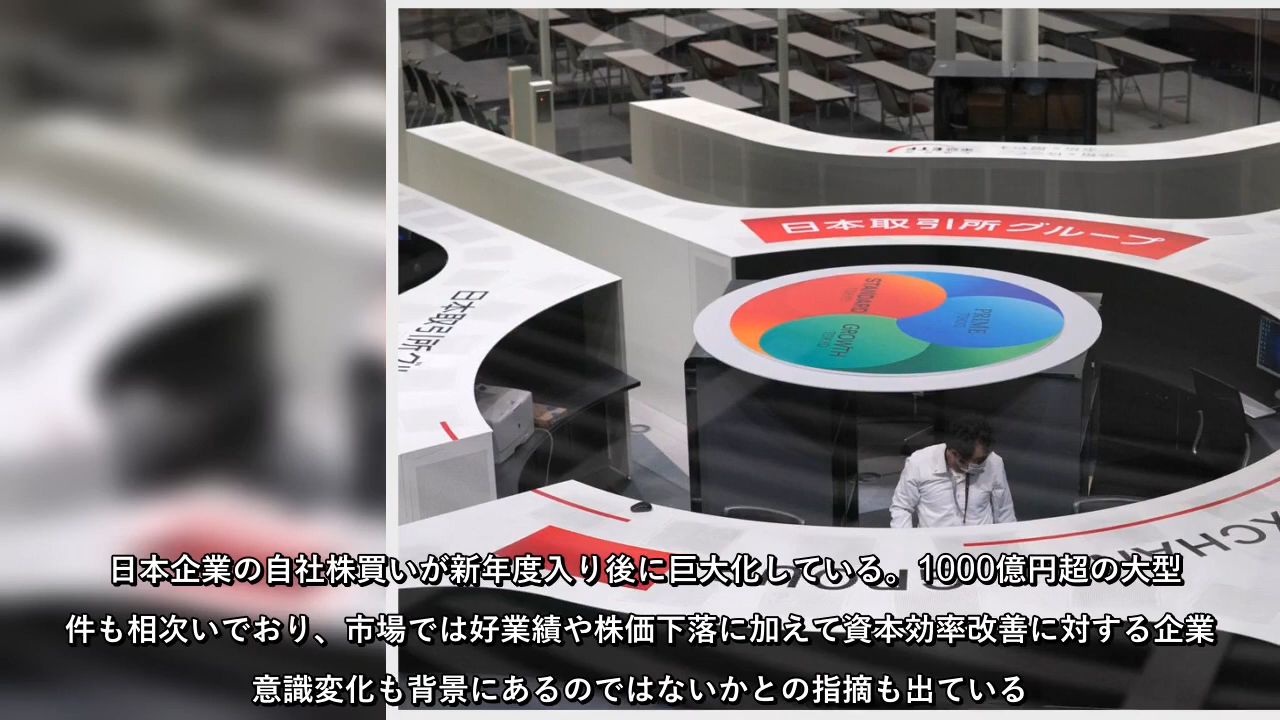 日本取引所グループ
日本取引所グル
STANDARD
TOKYO
PRIME
TOKYO
GROWTH
TOKYO
日本企業の自社株買いが新年度入り後に巨大化している。1000億円超の大型
件も相次いでおり、市場では好業績や株価下落に加えて資本効率改善に対する企業
意識変化も背景にあるのではないかとの指摘も出ている